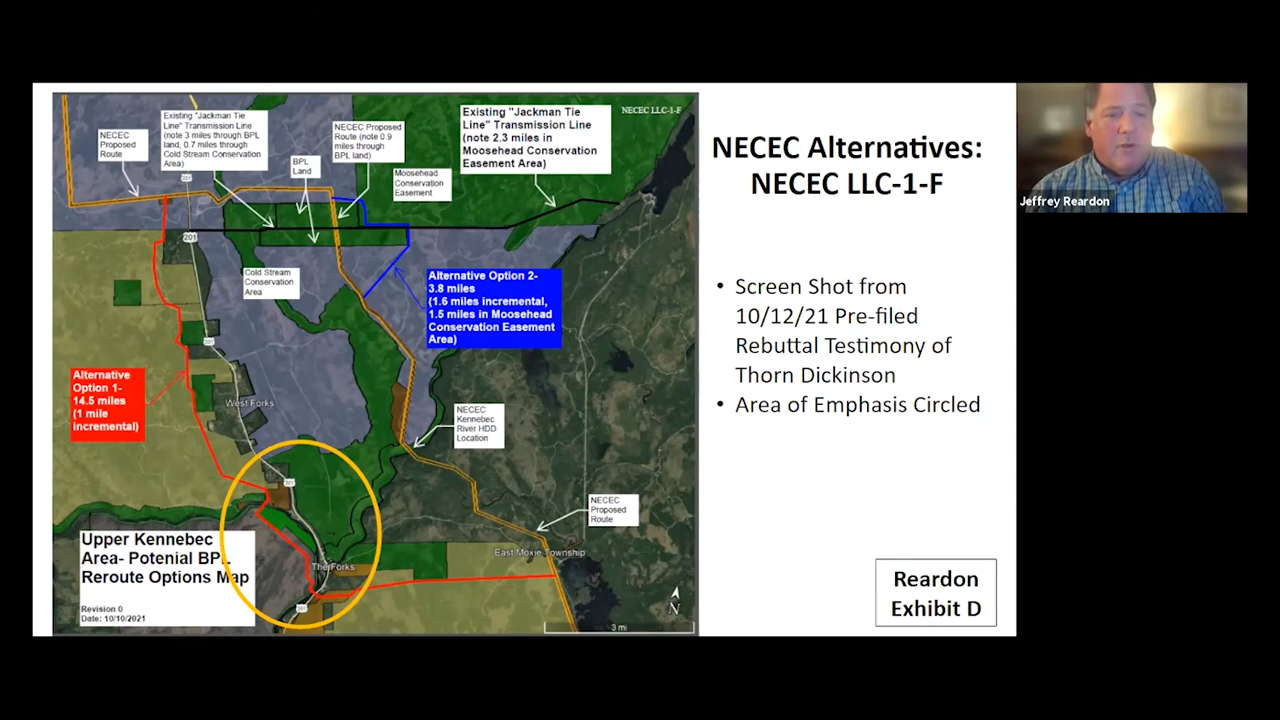 NECEC LLC-1-F
NECEC
Proposed
Route
Existing "Jackman Tie
Line" Transmission Line
(note 3 miles through BPL
land, 0.7 miles through
Cold Stream Conservation
Area)
BPL
Land
NECEC Proposed
Route (note 0.9
miles through
BPL land)
Moosehead
Conservation
Easement
Existing "Jackman Tie
Line" Transmission Line
(note 2.3 miles in
Moosehead Conservation
Easement Area)
201
201
Cold Stream
Conservation
Area
Alternative Option 2-
3.8 miles
(1.6 miles incremental,
1.5 miles in Moosehead
Conservation Easement
Area)
201
Alternative
Option 1-
14.5 miles
(1 mile
incremental)
West Forks
NECEC
Kennebec
River HDD
Location
201
NECEC
Proposed
Route
East Moxie Township
The Forks
Upper Kennebec
Area- Potenial BPL
Reroute Options Map
Revision 0
Date: 10/10/2021
201
N
3 mi
NECEC Alternatives:
NECEC LLC-1-F
• Screen Shot from
10/12/21 Pre-filed
Rebuttal Testimony of
Thorn Dickinson
• Area of Emphasis Circled
Reardon
Exhibit D
Jeffrey Reardon